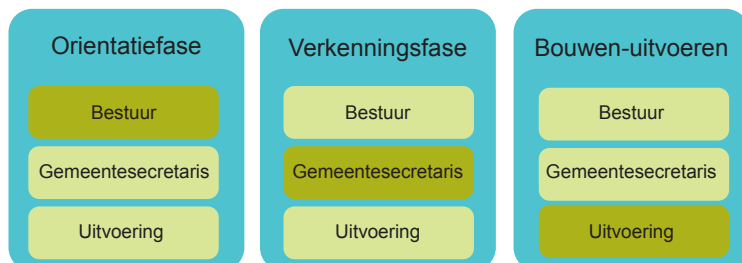 Orientatiefase
Bestuur
Gemeentesecretaris
Uitvoering
Verkenningsfase
Bestuur
Gemeentesecretaris
Uitvoering
Bouwen-uitvoeren
Bestuur
Gemeentesecretaris
Uitvoering